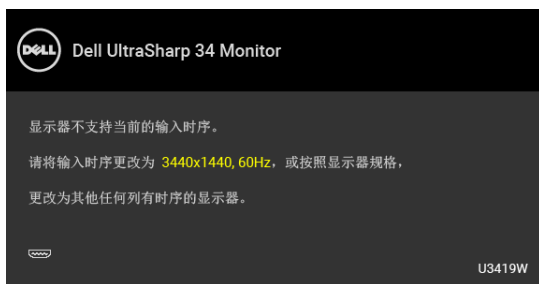 DELL
Dell UltraSharp 34 Monitor
显示器不支持当前的输入时序。
请将输入时序更改为 3440x1440, 60Hz，或按照显示器规格，
更改为其他任何列有时序的显示器。
U3419W